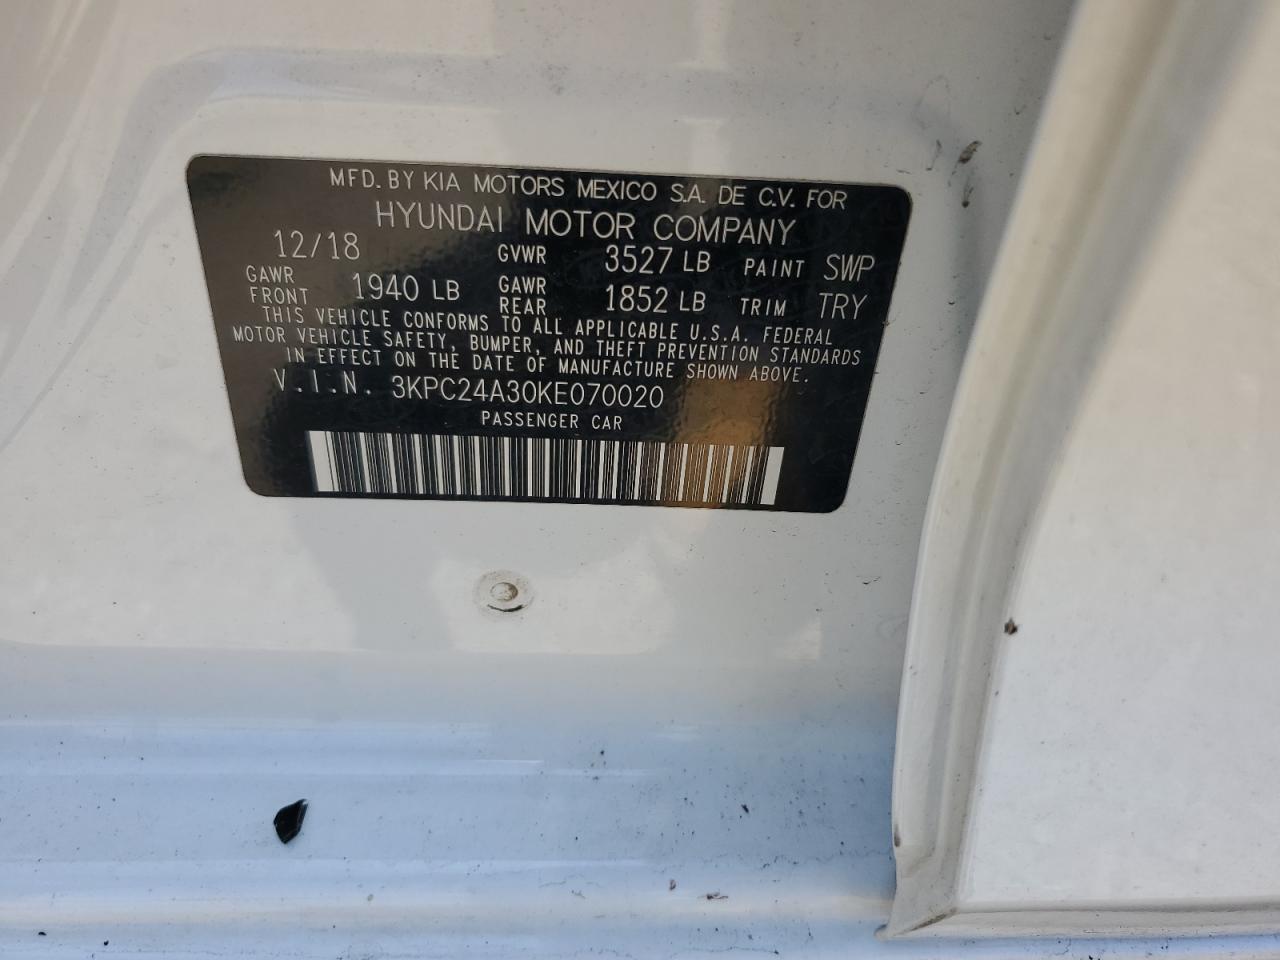 MFD. BY KIA MOTORS MEXICO S.A. DE C.V. FOR
HYUNDAI MOTOR COMPANY
12/18 GVWR 3527 LB PAINT SWP
GAWR FRONT 1940 LB GAWR REAR 1852 LB TRIM TRY
THIS VEHICLE CONFORMS TO ALL APPLICABLE U.S.A. FEDERAL
MOTOR VEHICLE SAFETY, BUMPER, AND THEFT PREVENTION STANDARDS
IN EFFECT ON THE DATE OF MANUFACTURE SHOWN ABOVE.
V.I.N. 3KPC24A30KE070020
PASSENGER CAR